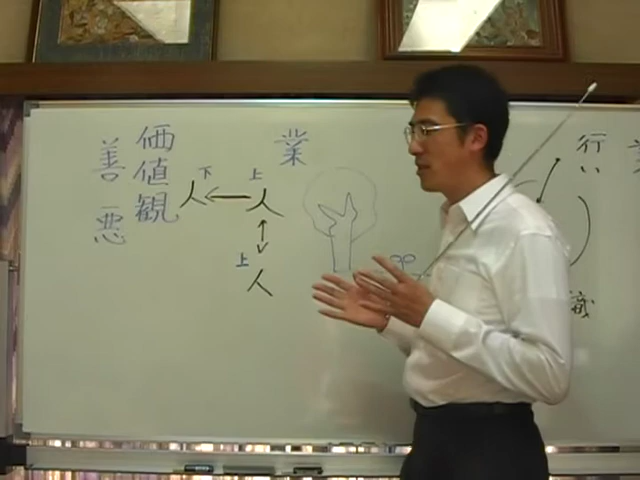 業
行い
識
価値観
善 悪
上
人
下
人
上
人